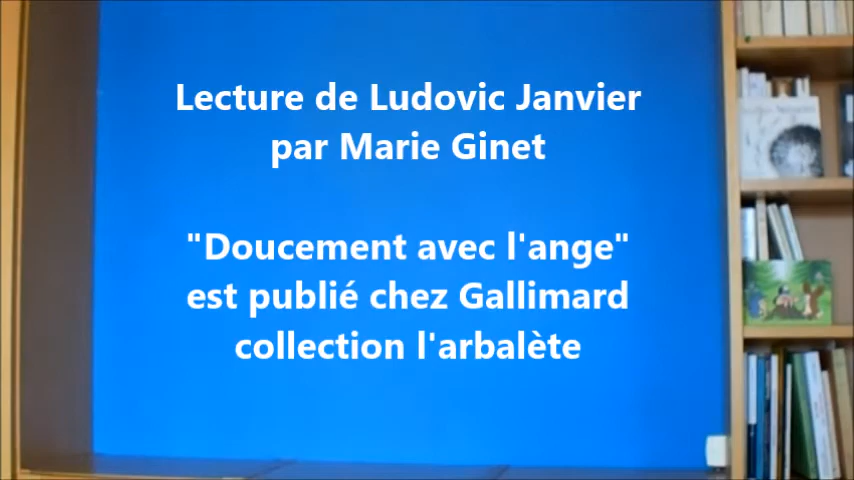 Lecture de Ludovic Janvier
par Marie Ginet
"Doucement avec l'ange"
est publié chez Gallimard
collection l'arbalète